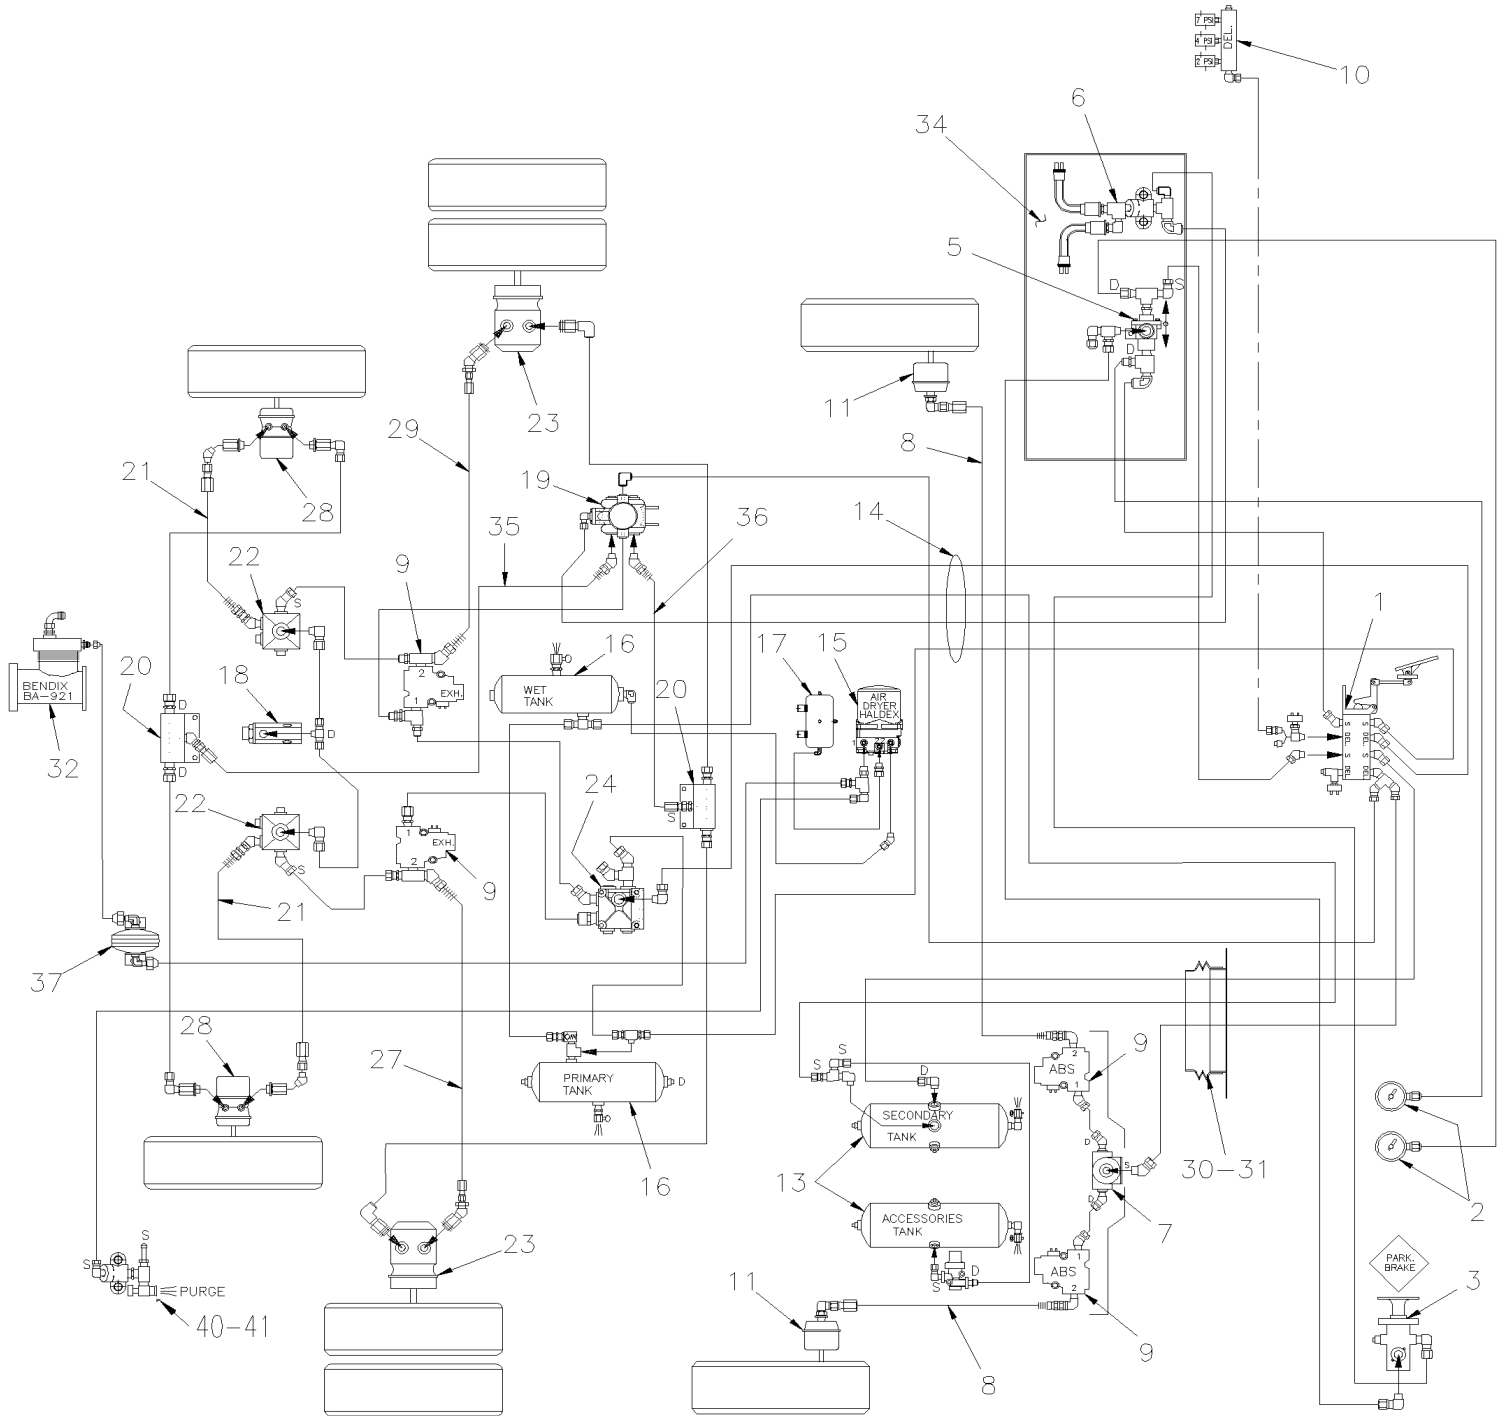 7 PSI
4 PSI
2 PSI
DEL.
10
6
34
5
D
S
D
11
23
29
8
21
28
19
35
36
14
22
S
9
2
1
EXH.
16
WET
TANK
17
15
AIR
DRYER
HALDEX
1
BENDIX
BA-921
32
20
D
D
18
D
20
S
S
DEL.
S
DEL.
S
DEL.
S
DEL.
22
S
1
2
EXH.
9
24
21
37
28
27
PRIMARY
TANK
D
16
S
S
D
SECONDARY
TANK
13
ACCESSORIES
TANK
S
D
2
ABS
1
9
D
S
D
7
1
ABS
2
9
30-31
2
PARK.
BRAKE
3
23
S
S
PURGE
40-41
11
8